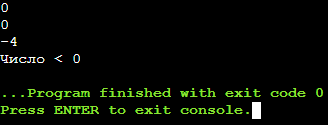 0
0
-4
Число < 0
...Program finished with exit code 0
Press ENTER to exit console.